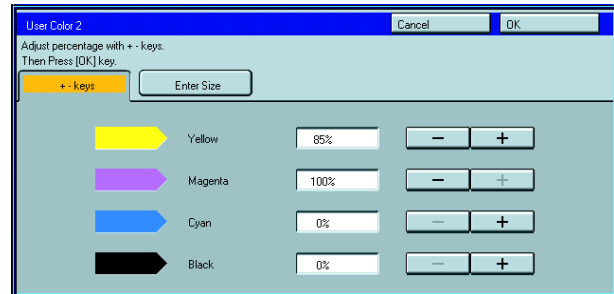 User Color 2 Cancel OK
Adjust percentage with + - keys.
Then Press [OK] key.
+ - keys Enter Size
Yellow 85% − +
Magenta 100% − +
Cyan 0% − +
Black 0% − +